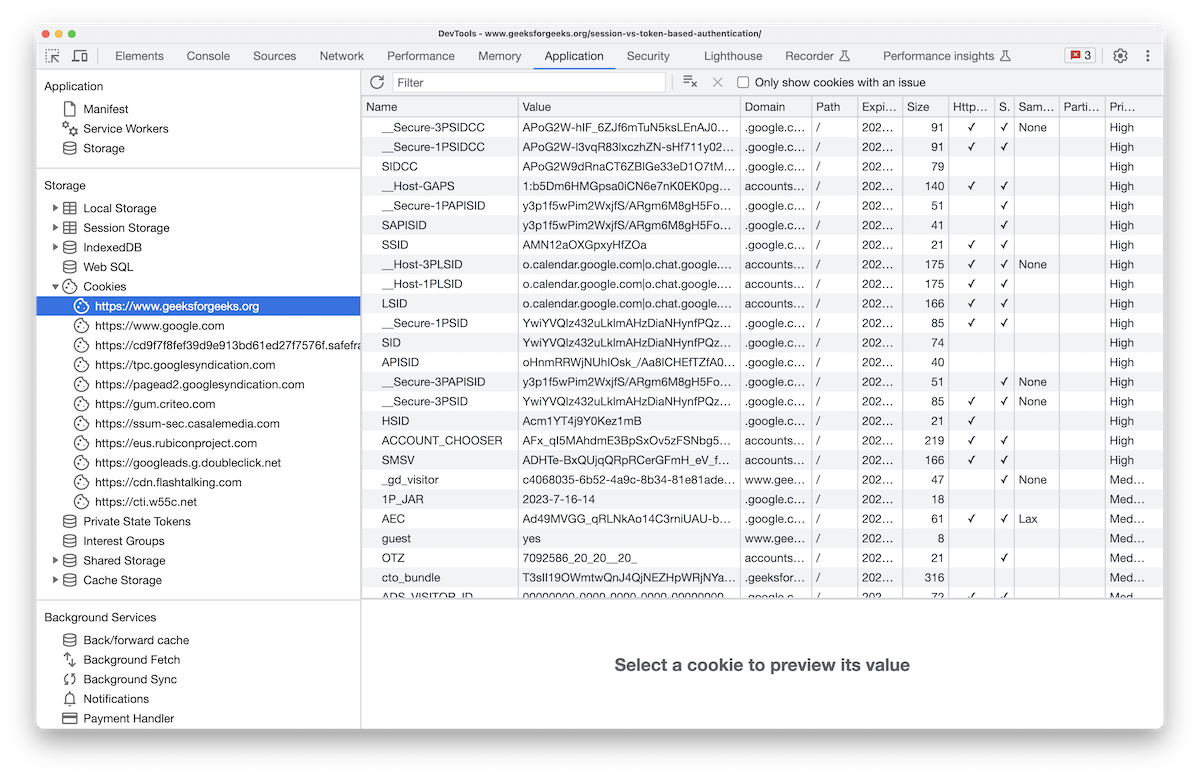 DevTools - www.geeksforgeeks.org/session-vs-token-based-authentication/
Elements Console Sources Network Performance Memory Application Security Lighthouse Recorder Performance insights 3
Application
Manifest
Service Workers
Storage
Storage
Local Storage
Session Storage
IndexedDB
Web SQL
Cookies
https://www.geeksforgeeks.org
https://www.google.com
https://cd9f7f8fef39d9e913bd61ed27f7576f.safefra
https://tpc.googlesyndication.com
https://pagead2.googlesyndication.com
https://gum.criteo.com
https://ssum-sec.casalemedia.com
https://eus.rubiconproject.com
https://googleads.g.doubleclick.net
https://cdn.flashtalking.com
https://cti.w55c.net
Private State Tokens
Interest Groups
Shared Storage
Cache Storage
Background Services
Back/forward cache
Background Fetch
Background Sync
Notifications
Payment Handler
Filter Only show cookies with an issue
Name Value Domain Path Expi... Size Http... S. Sam... Parti... Pri...
__Secure-3PSIDCC APoG2W-hIF_6ZJf6mTuN5ksLEnAJ0... .google.c... / 202... 91 ✓ ✓ None High
__Secure-1PSIDCC APoG2W-l3vqR83lxczhZN-sHf711y02... .google.c... / 202... 91 ✓ ✓ High
SIDCC APoG2W9dRnaCT6ZBlGe33eD1O7tM... .google.c... / 202... 79 High
__Host-GAPS 1:b5Dm6HMGpsa0iCN6e7nK0EK0pg... accounts... / 202... 140 ✓ ✓ High
__Secure-1PAPISID y3p1f5wPim2WxjfS/ARgm6M8gH5Fo... .google.c... / 202... 51 ✓ High
SAPISID y3p1f5wPim2WxjfS/ARgm6M8gH5Fo... .google.c... / 202... 41 ✓ High
SSID AMN12aOXGpxyHfZOa .google.c... / 202... 21 ✓ ✓ High
__Host-3PLSID o.calendar.google.com|o.chat.google.... accounts... / 202... 175 ✓ ✓ None High
__Host-1PLSID o.calendar.google.com|o.chat.google.... accounts... / 202... 175 ✓ ✓ High
LSID o.calendar.google.com|o.chat.google.... accounts... / 202... 166 ✓ ✓ High
__Secure-1PSID YwiYVQlz432uLklmAHzDiaNHynfPQz... .google.c... / 202... 85 ✓ ✓ High
SID YwiYVQlz432uLklmAHzDiaNHynfPQz... .google.c... / 202... 74 High
APISID oHnmRRWjNUhIOsk_/Aa8lCHEfTZfA0... .google.c... / 202... 40 High
__Secure-3PAPISID y3p1f5wPim2WxjfS/ARgm6M8gH5Fo... .google.c... / 202... 51 ✓ None High
__Secure-3PSID YwiYVQlz432uLklmAHzDiaNHynfPQz... .google.c... / 202... 85 ✓ ✓ None High
HSID Acm1YT4j9Y0Kez1mB .google.c... / 202... 21 ✓ High
ACCOUNT_CHOOSER AFx_qI5MAhdmE3BpSxOv5zFSNbg5... accounts... / 202... 219 ✓ ✓ High
SMSV ADHTe-BxQUjqQRpRCerGFmH_eV_f... accounts... / 202... 166 ✓ ✓ High
_gd_visitor c4068035-6b52-4a9c-8b34-81e81ade... www.gee... / 202... 47 ✓ None Med...
1P_JAR 2023-7-16-14 .google.c... / 202... 18 Med...
AEC Ad49MVGG_qRLNkAo14C3rniUAU-b... .google.c... / 202... 61 ✓ ✓ Lax Med...
guest yes www.gee... / 202... 8 Med...
OTZ 7092586_20_20__20_ accounts... / 202... 21 ✓ Med...
cto_bundle T3sII19OWmtwQnJ4QjNEZHpWRjNYa... .geeksfor... / 202... 316 Med...
ADS_VISITOR_ID 00000000-0000-0000-0000-00000000... .google.c... / 202... 72 ✓ ✓ Med...
Select a cookie to preview its value